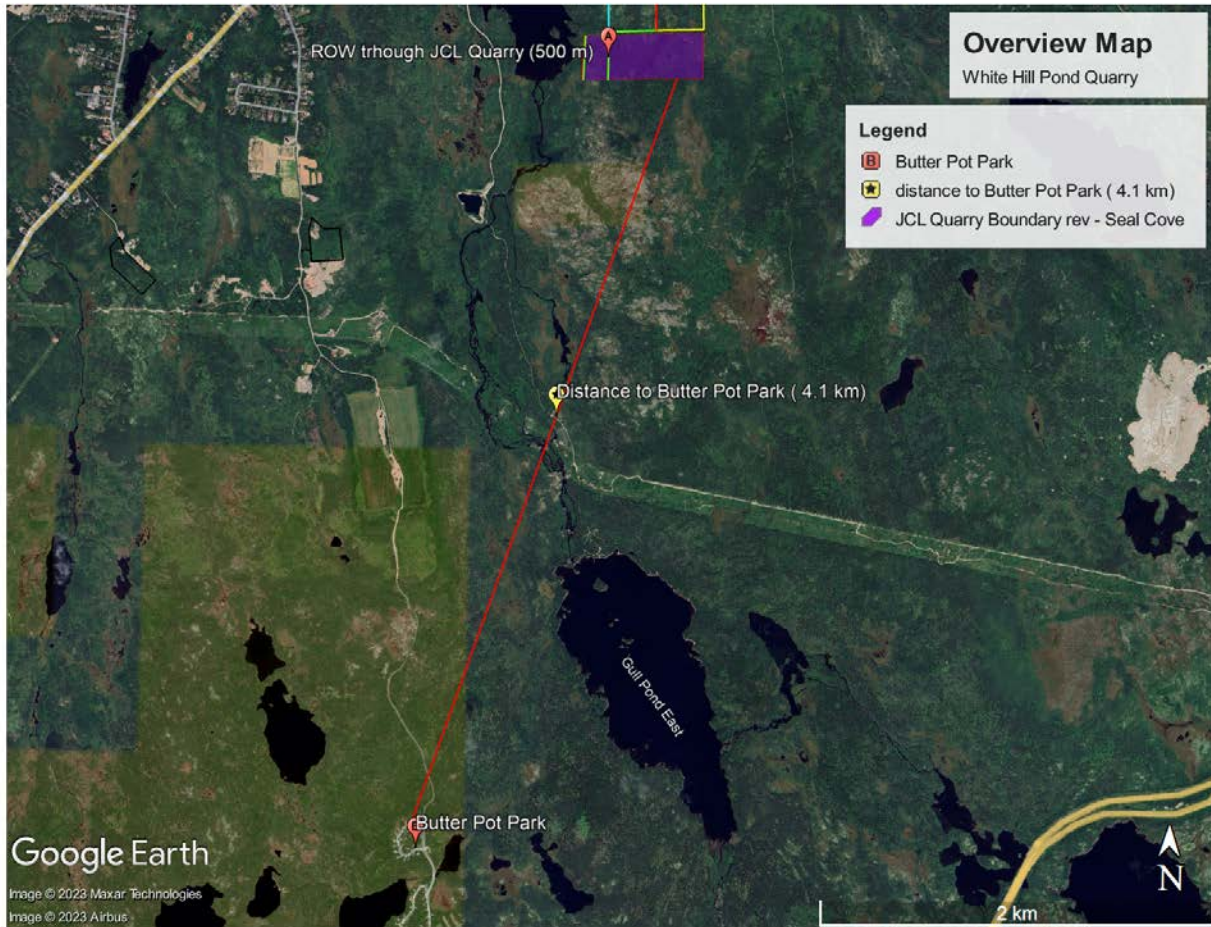 Overview Map
White Hill Pond Quarry
Legend
B Butter Pot Park
distance to Butter Pot Park ( 4.1 km)
JCL Quarry Boundary rev - Seal Cove
A
ROW trhough JCL Quarry (500 m)
Distance to Butter Pot Park ( 4.1 km)
Gull Pond East
Butter Pot Park
Google Earth
Image © 2023 Maxar Technologies
Image © 2023 Airbus
N
2 km